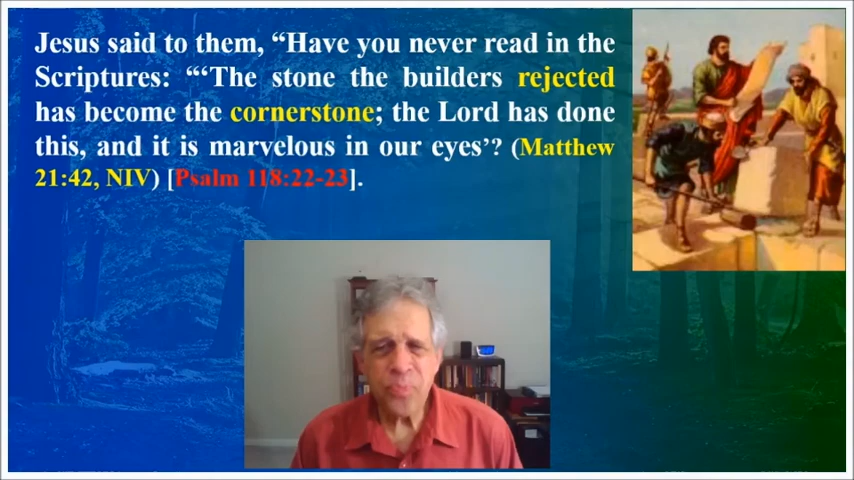 Jesus said to them, “Have you never read in the
Scriptures: “‘The stone the builders rejected
has become the cornerstone; the Lord has done
this, and it is marvelous in our eyes’? (Matthew
21:42, NIV) [Psalm 118:22-23].